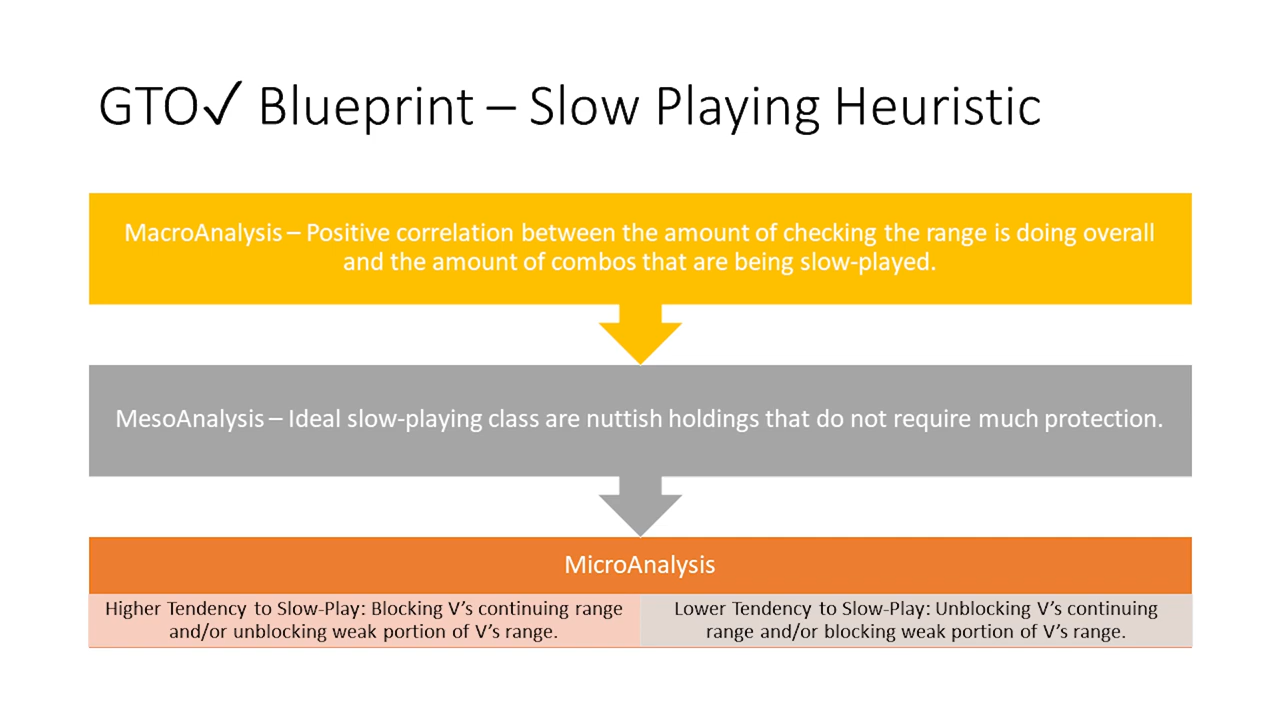 GTO✓ Blueprint – Slow Playing Heuristic
MacroAnalysis – Positive correlation between the amount of checking the range is doing overall
and the amount of combos that are being slow-played.
MesoAnalysis – Ideal slow-playing class are nuttish holdings that do not require much protection.
MicroAnalysis
Higher Tendency to Slow-Play: Blocking V’s continuing range
and/or unblocking weak portion of V’s range.
Lower Tendency to Slow-Play: Unblocking V’s continuing
range and/or blocking weak portion of V’s range.